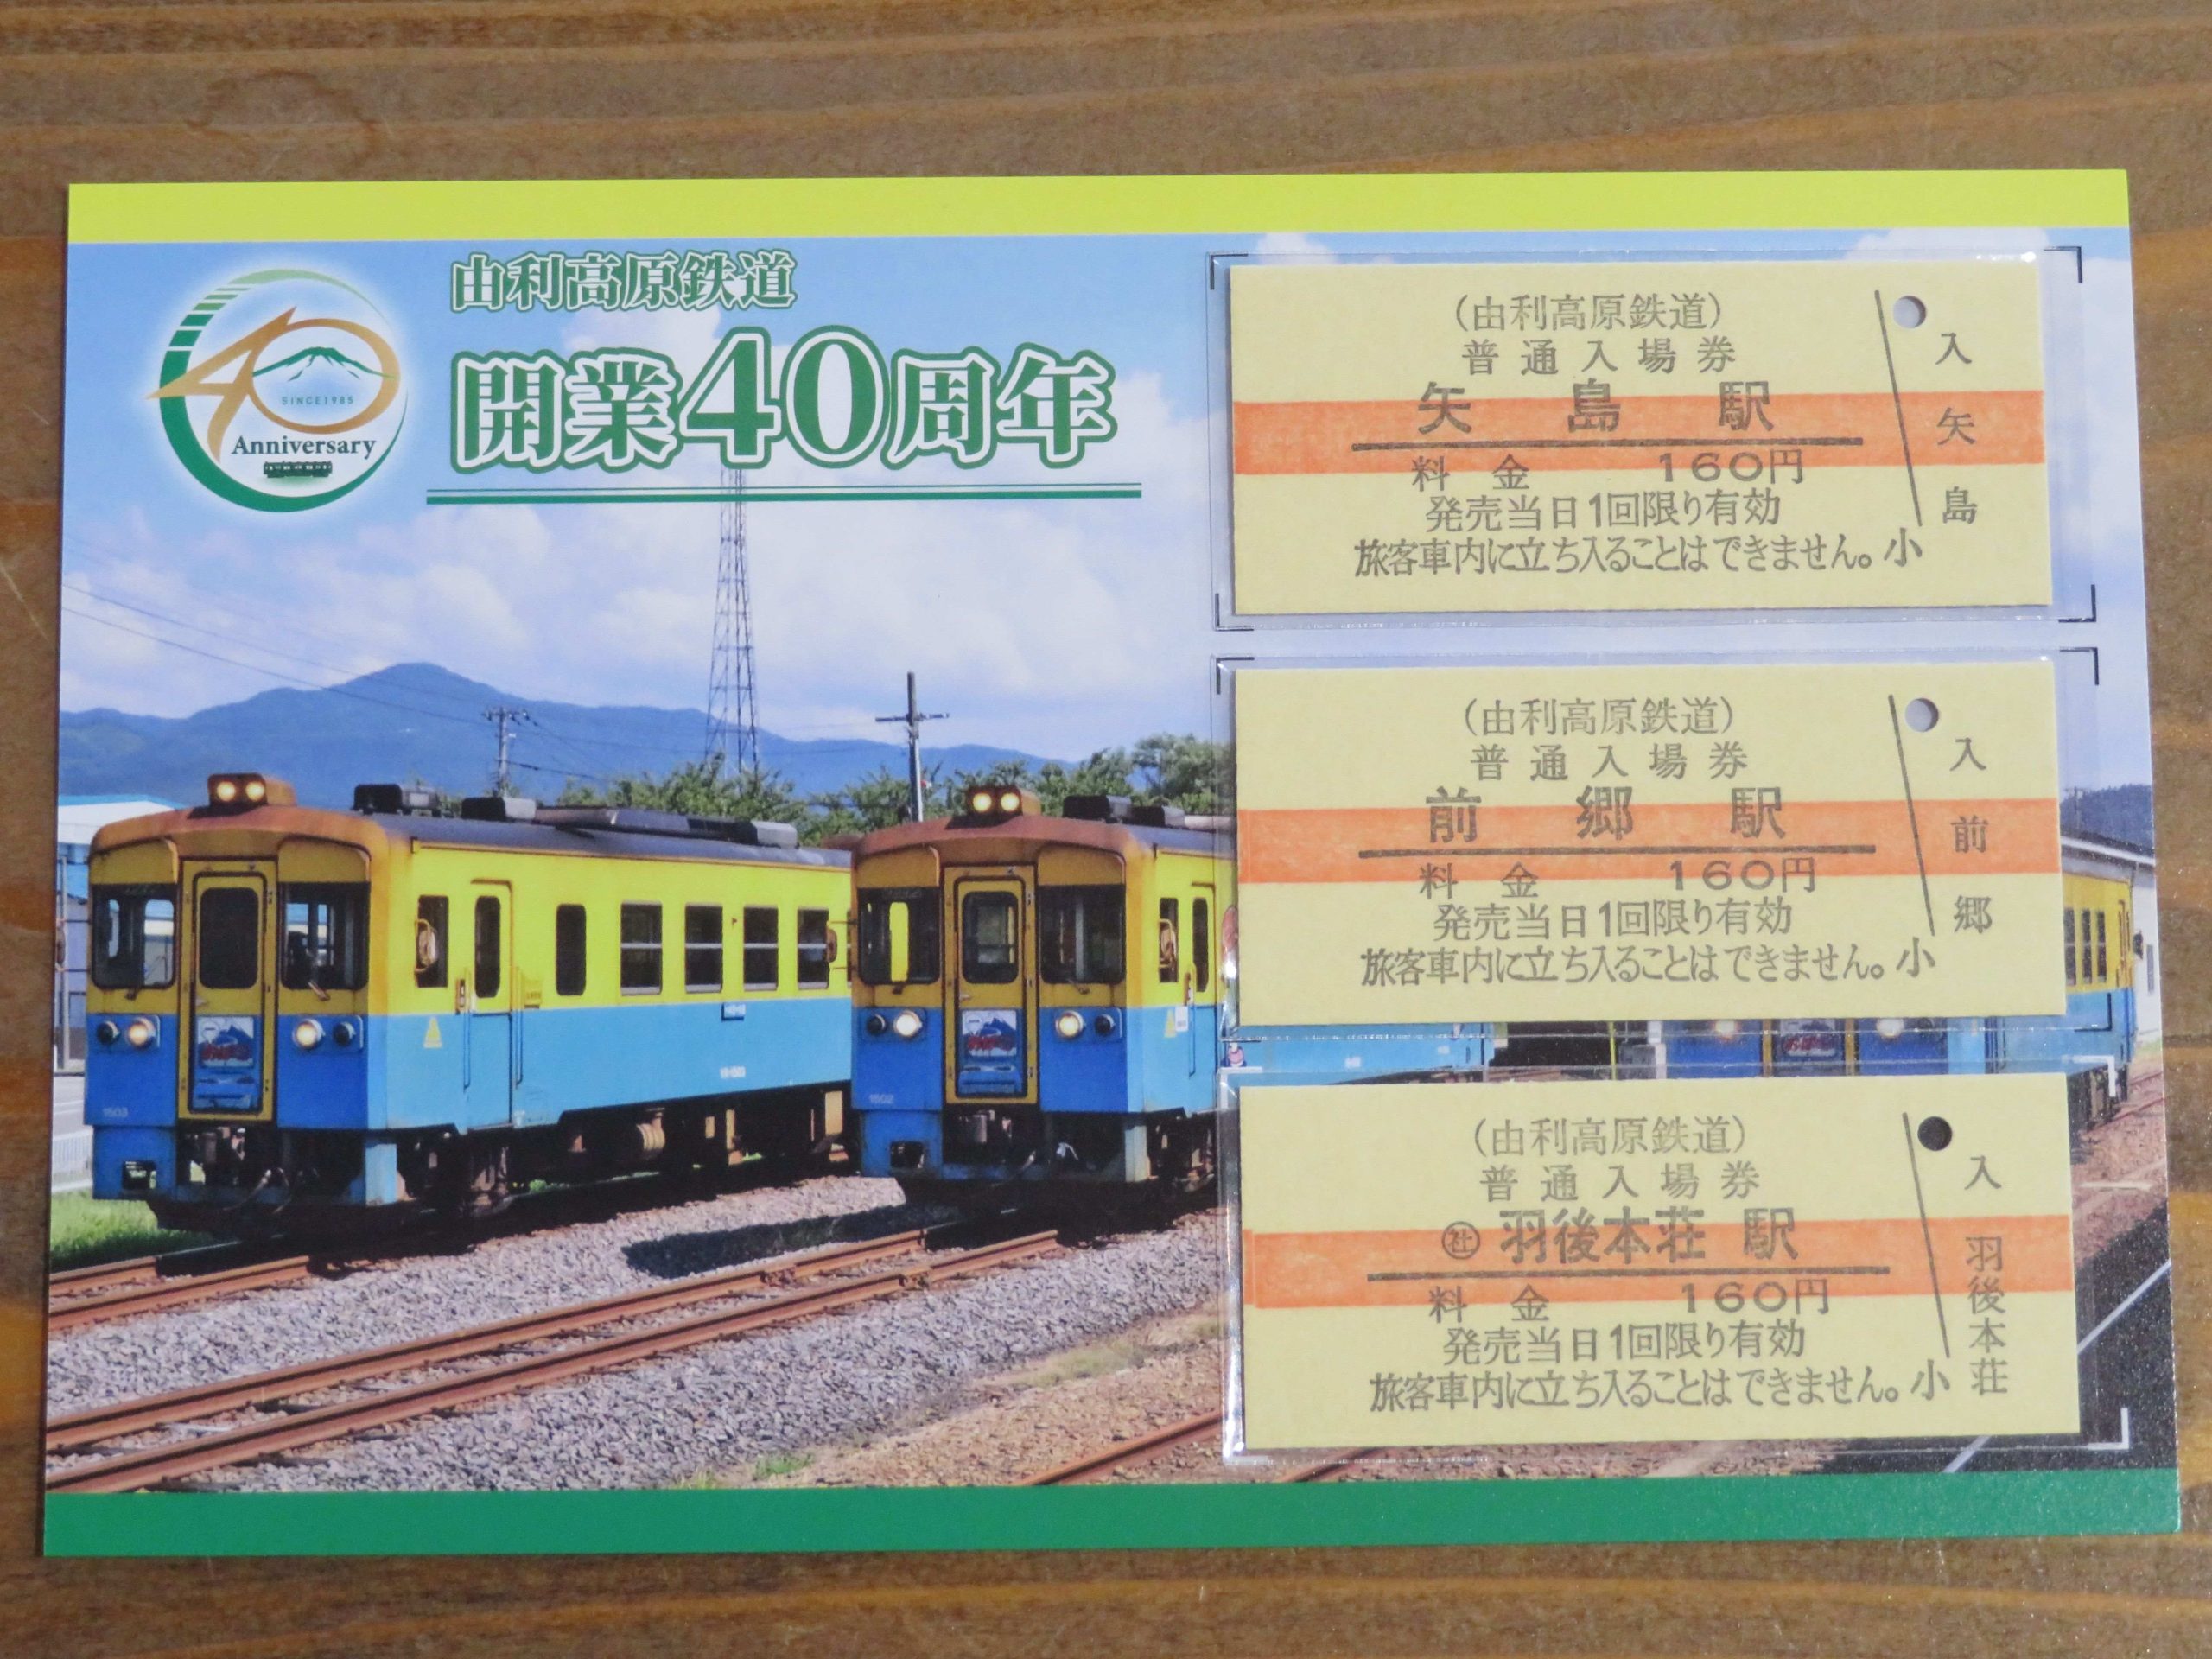 由利高原鉄道
開業40周年
40
SINCE1985
Anniversary
1503
1502
(由利高原鉄道)
普通入場券
矢島駅
料金 160円
発売当日1回限り有効
旅客車内に立ち入ることはできません。
小
入
矢
島
(由利高原鉄道)
普通入場券
前郷駅
料金 160円
発売当日1回限り有効
旅客車内に立ち入ることはできません。
小
入
前
郷
(由利高原鉄道)
普通入場券
㊓羽後本荘駅
料金 160円
発売当日1回限り有効
旅客車内に立ち入ることはできません。
小
入
羽後本荘